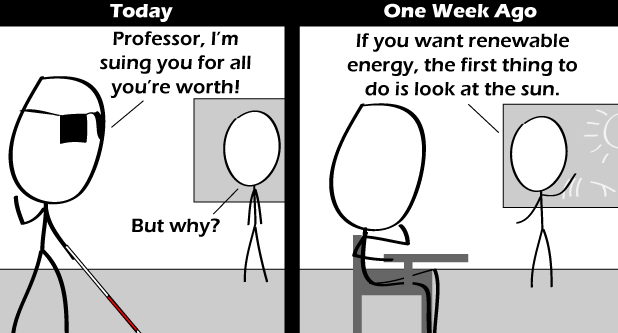 Today
Professor, I'm
suing you for all
you're worth!
But why?
One Week Ago
If you want renewable
energy, the first thing to
do is look at the sun.